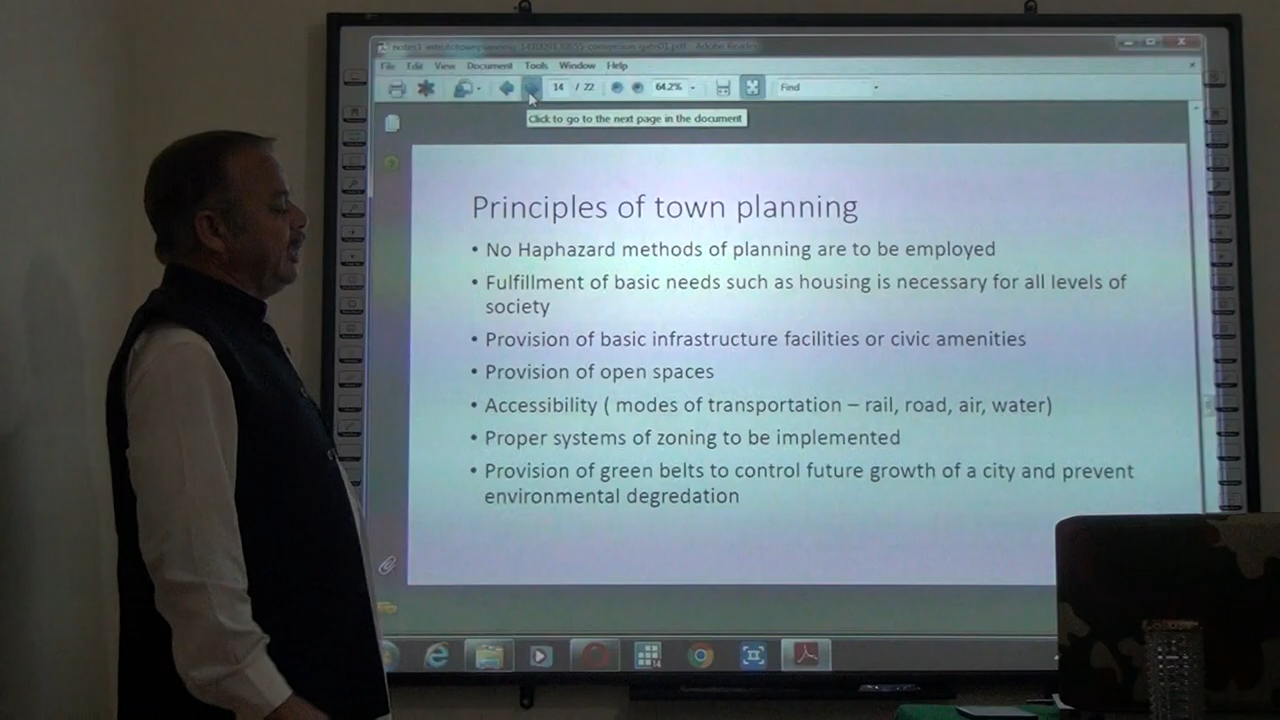 File Edit View Document Tools Window Help
14 / 22 64.2% Find
Click to go to the next page in the document
Principles of town planning
• No Haphazard methods of planning are to be employed
• Fulfillment of basic needs such as housing is necessary for all levels of
society
• Provision of basic infrastructure facilities or civic amenities
• Provision of open spaces
• Accessibility ( modes of transportation – rail, road, air, water)
• Proper systems of zoning to be implemented
• Provision of green belts to control future growth of a city and prevent
environmental degredation
14